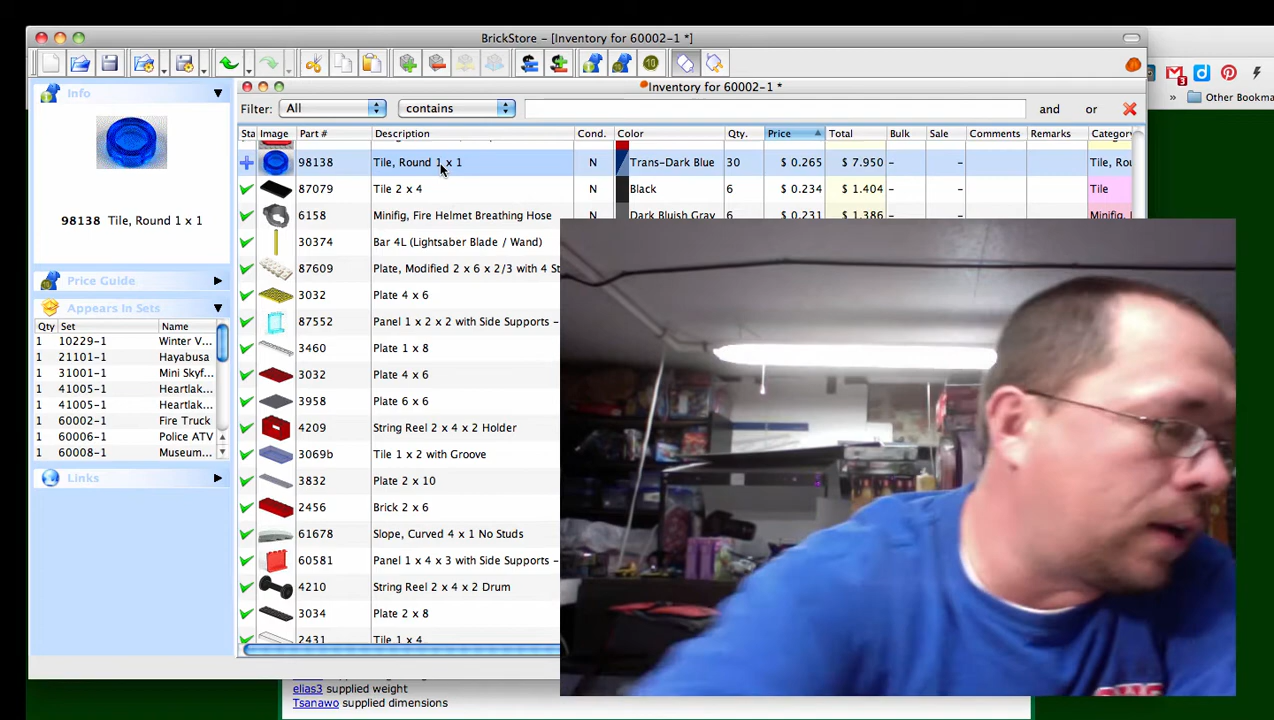 BrickStore – [Inventory for 60002-1 *]
Info
98138 Tile, Round 1 x 1
Price Guide
Appears In Sets
Qty Set Name
1 10229-1 Winter V...
1 21101-1 Hayabusa
1 31001-1 Mini Skyf...
1 41005-1 Heartlak...
1 41005-1 Heartlak...
1 60002-1 Fire Truck
1 60006-1 Police ATV
1 60008-1 Museum...
Links
Inventory for 60002-1 *
Filter: All contains and or
Sta Image Part # Description Cond. Color Qty. Price Total Bulk Sale Comments Remarks Categor
98138 Tile, Round 1 x 1 N Trans-Dark Blue 30 $ 0.265 $ 7.950 – – Tile, Rou
87079 Tile 2 x 4 N Black 6 $ 0.234 $ 1.404 – – Tile
6158 Minifig, Fire Helmet Breathing Hose N Dark Bluish Gray 6 $ 0.231 $ 1.386 – – Minifig,
30374 Bar 4L (Lightsaber Blade / Wand)
87609 Plate, Modified 2 x 6 x 2/3 with 4 St
3032 Plate 4 x 6
87552 Panel 1 x 2 x 2 with Side Supports –
3460 Plate 1 x 8
3032 Plate 4 x 6
3958 Plate 6 x 6
4209 String Reel 2 x 4 x 2 Holder
3069b Tile 1 x 2 with Groove
3832 Plate 2 x 10
2456 Brick 2 x 6
61678 Slope, Curved 4 x 1 No Studs
60581 Panel 1 x 4 x 3 with Side Supports –
4210 String Reel 2 x 4 x 2 Drum
3034 Plate 2 x 8
2431 Tile 1 x 4
3
» Other Bookma
elias3 supplied weight
Tsanawo supplied dimensions